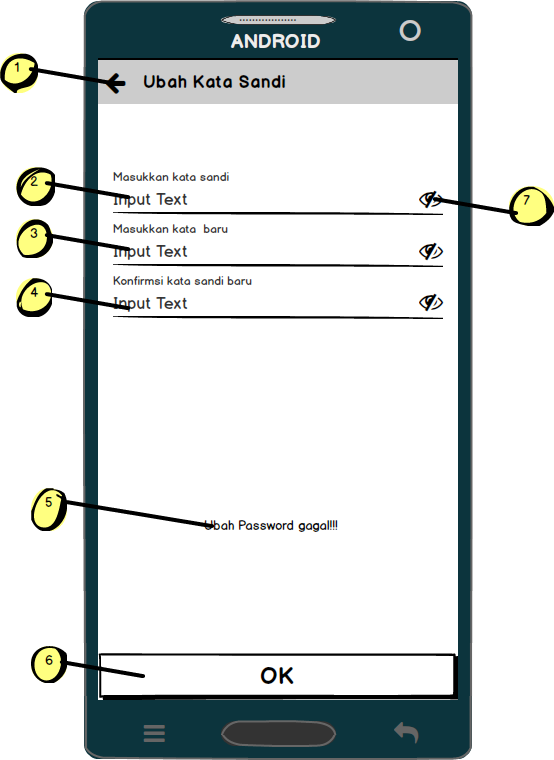 ANDROID
1
Ubah Kata Sandi
Masukkan kata sandi
2
Input Text
7
Masukkan kata baru
3
Input Text
Konfirmsi kata sandi baru
4
Input Text
5
Ubah Password gagal!!!
6
OK